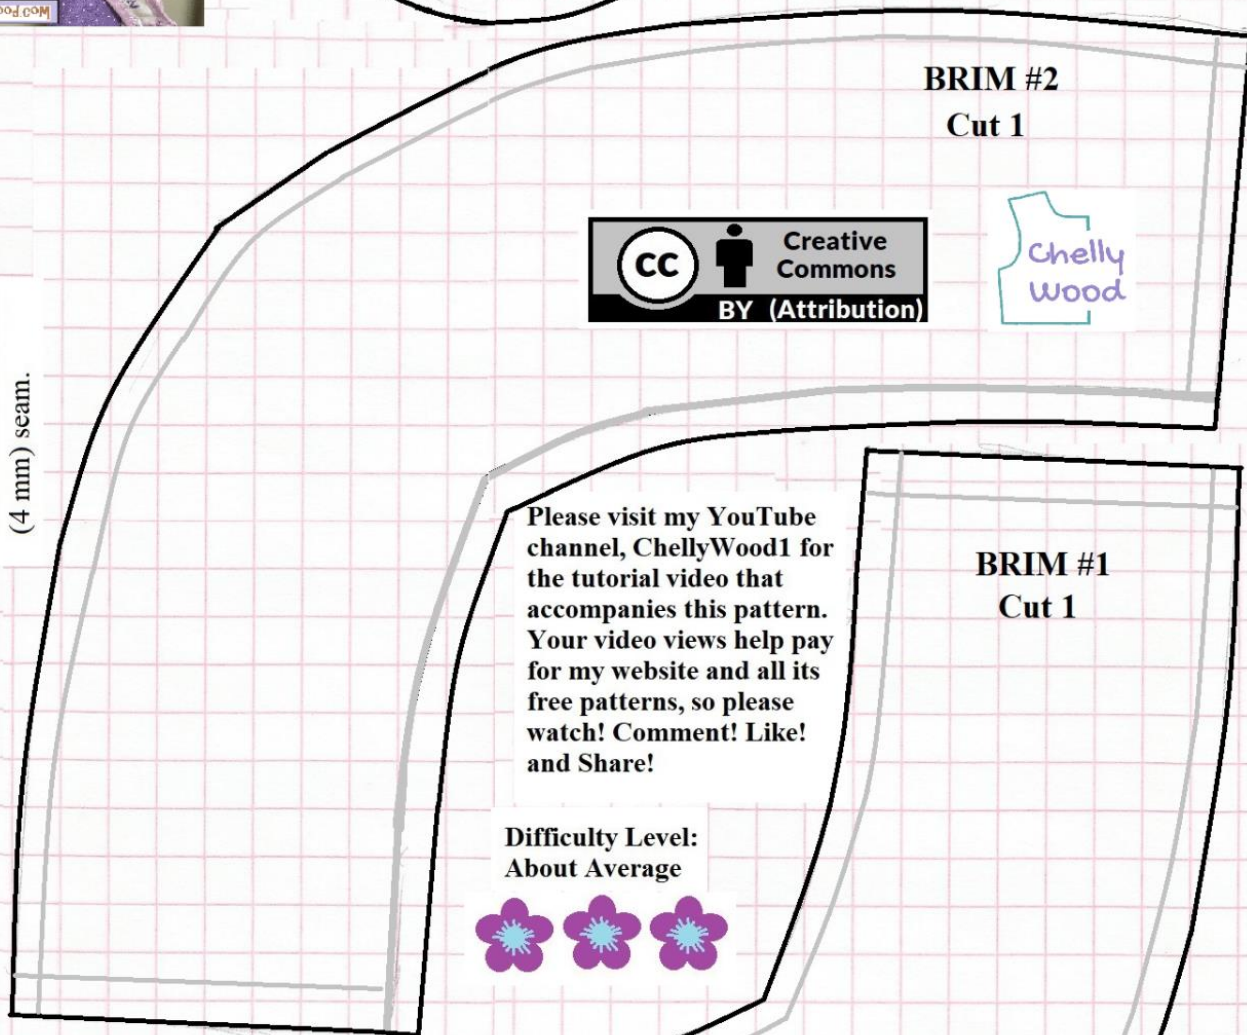 BRIM #2
Cut 1
CC
Creative
Commons
BY (Attribution)
Chelly
Wood
(4 mm) seam.
Please visit my YouTube
channel, ChellyWood1 for
the tutorial video that
accompanies this pattern.
Your video views help pay
for my website and all its
free patterns, so please
watch! Comment! Like!
and Share!
BRIM #1
Cut 1
Difficulty Level:
About Average